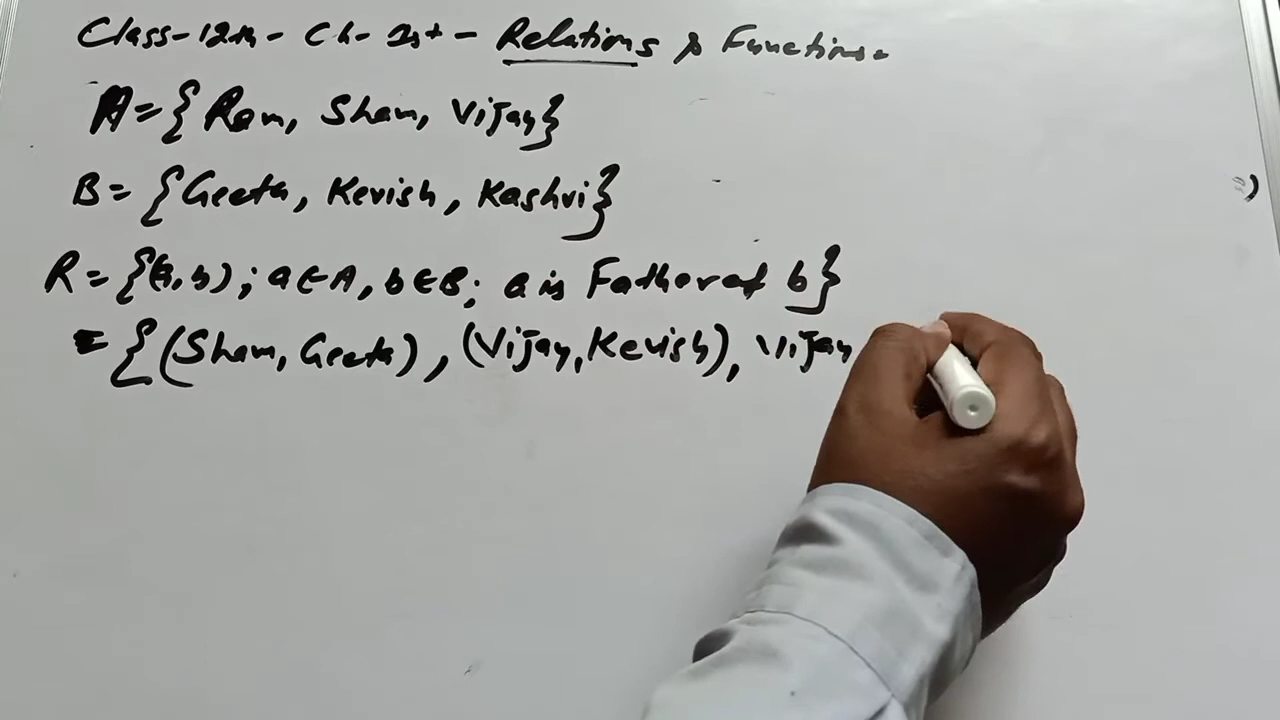 Class-12th - Ch-1st - Relations & Functions.
A = { Ram, Sham, Vijay}
B = {Geeta, Kevish, Kashvi}
R = {(a,b); a∈A, b∈B; a is Father of b}
= {(Sham, Geeta), (Vijay, Kevish), Vijay